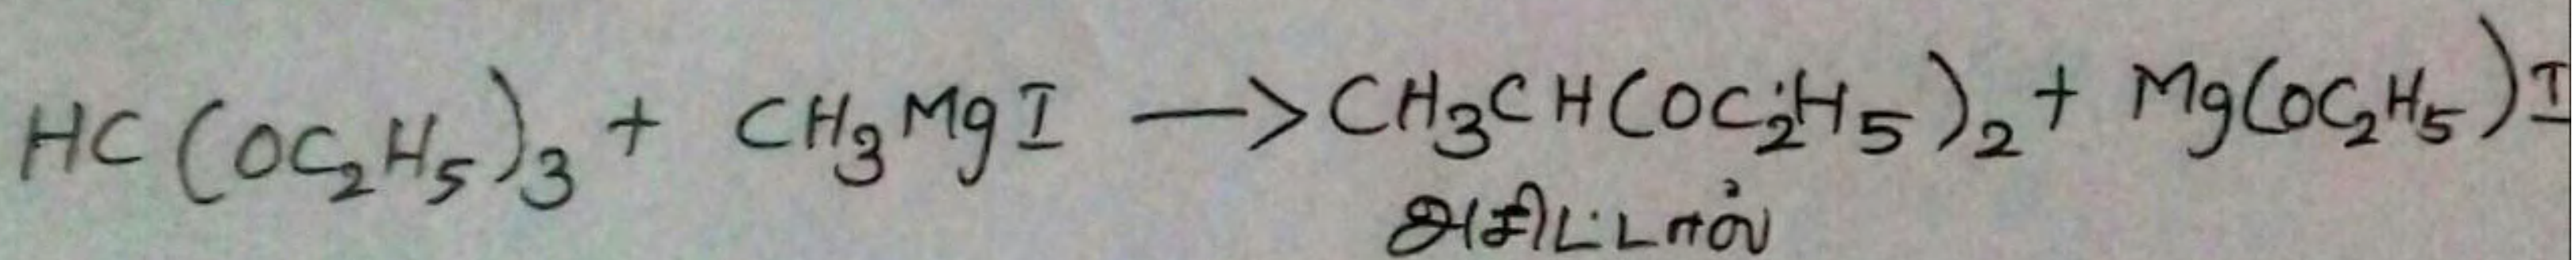 HC(OC₂H₅)₃ + CH₃MgI → CH₃CH(OC₂H₅)₂ + Mg(OC₂H₅)I
அசிட்டால்